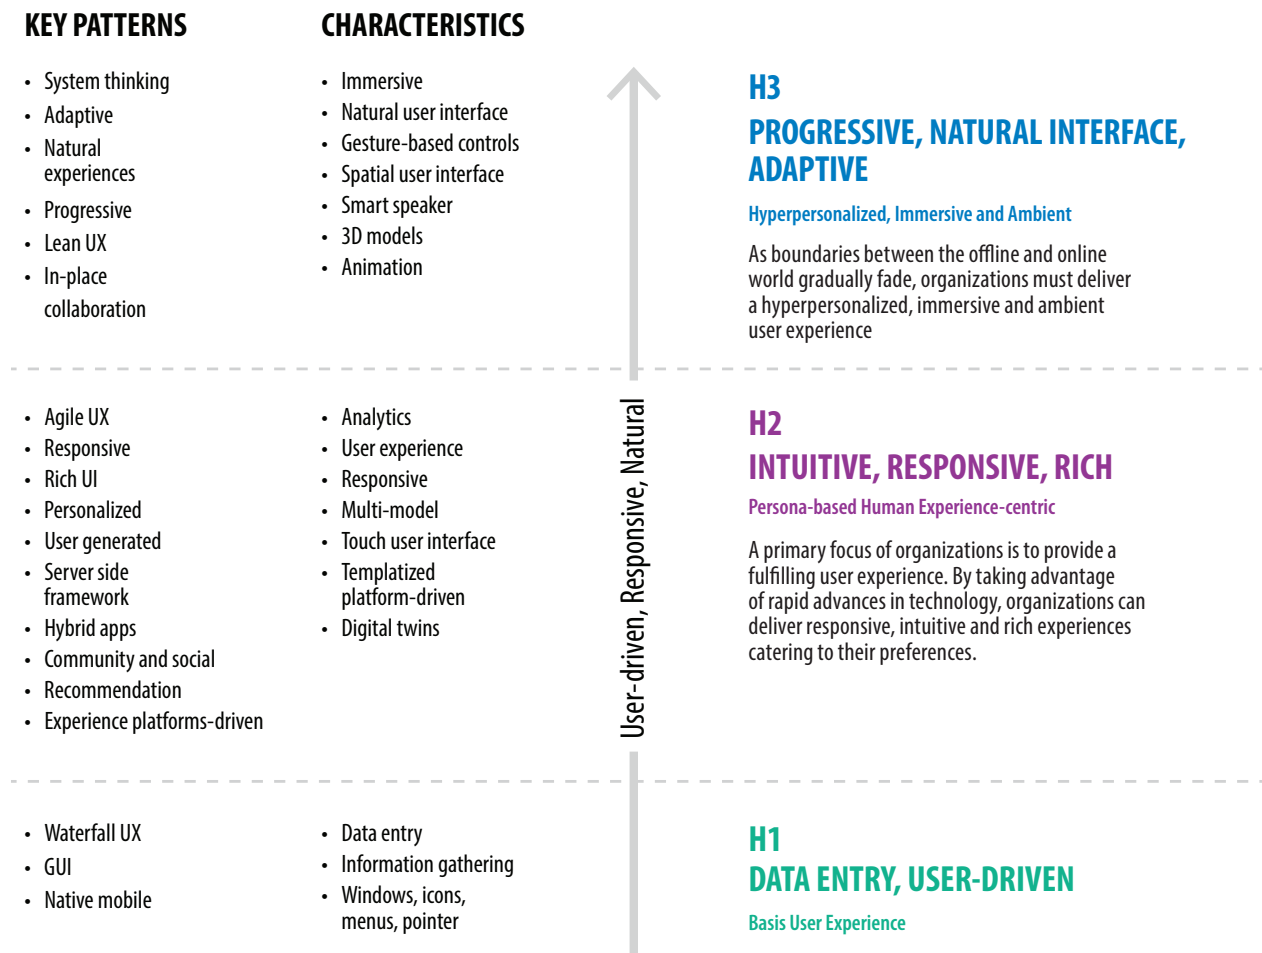 KEY PATTERNS
CHARACTERISTICS
• System thinking
• Adaptive
• Natural
experiences
• Progressive
• Lean UX
• In-place
collaboration
• Immersive
• Natural user interface
• Gesture-based controls
• Spatial user interface
• Smart speaker
• 3D models
• Animation
H3
PROGRESSIVE, NATURAL INTERFACE,
ADAPTIVE
Hyperpersonalized, Immersive and Ambient
As boundaries between the offline and online
world gradually fade, organizations must deliver
a hyperpersonalized, immersive and ambient
user experience
• Agile UX
• Responsive
• Rich UI
• Personalized
• User generated
• Server side
framework
• Hybrid apps
• Community and social
• Recommendation
• Experience platforms-driven
• Analytics
• User experience
• Responsive
• Multi-model
• Touch user interface
• Templatized
platform-driven
• Digital twins
User-driven, Responsive, Natural
H2
INTUITIVE, RESPONSIVE, RICH
Persona-based Human Experience-centric
A primary focus of organizations is to provide a
fulfilling user experience. By taking advantage
of rapid advances in technology, organizations can
deliver responsive, intuitive and rich experiences
catering to their preferences.
• Waterfall UX
• GUI
• Native mobile
• Data entry
• Information gathering
• Windows, icons,
menus, pointer
H1
DATA ENTRY, USER-DRIVEN
Basis User Experience